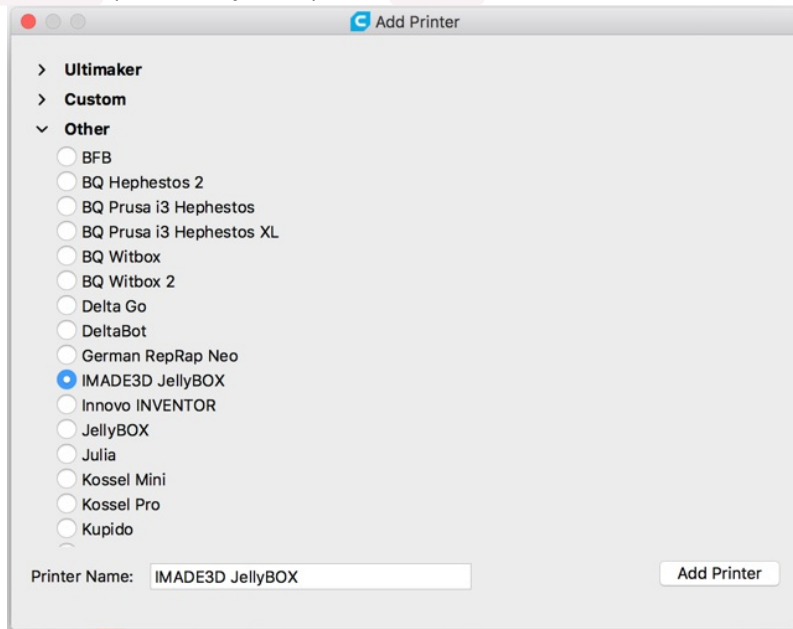 Add Printer
Ultimaker
Custom
Other
BFB
BQ Hephestos 2
BQ Prusa i3 Hephestos
BQ Prusa i3 Hephestos XL
BQ Witbox
BQ Witbox 2
Delta Go
DeltaBot
German RepRap Neo
IMADE3D JellyBOX
Innovo INVENTOR
JellyBOX
Julia
Kossel Mini
Kossel Pro
Kupido
Printer Name: IMADE3D JellyBOX Add Printer